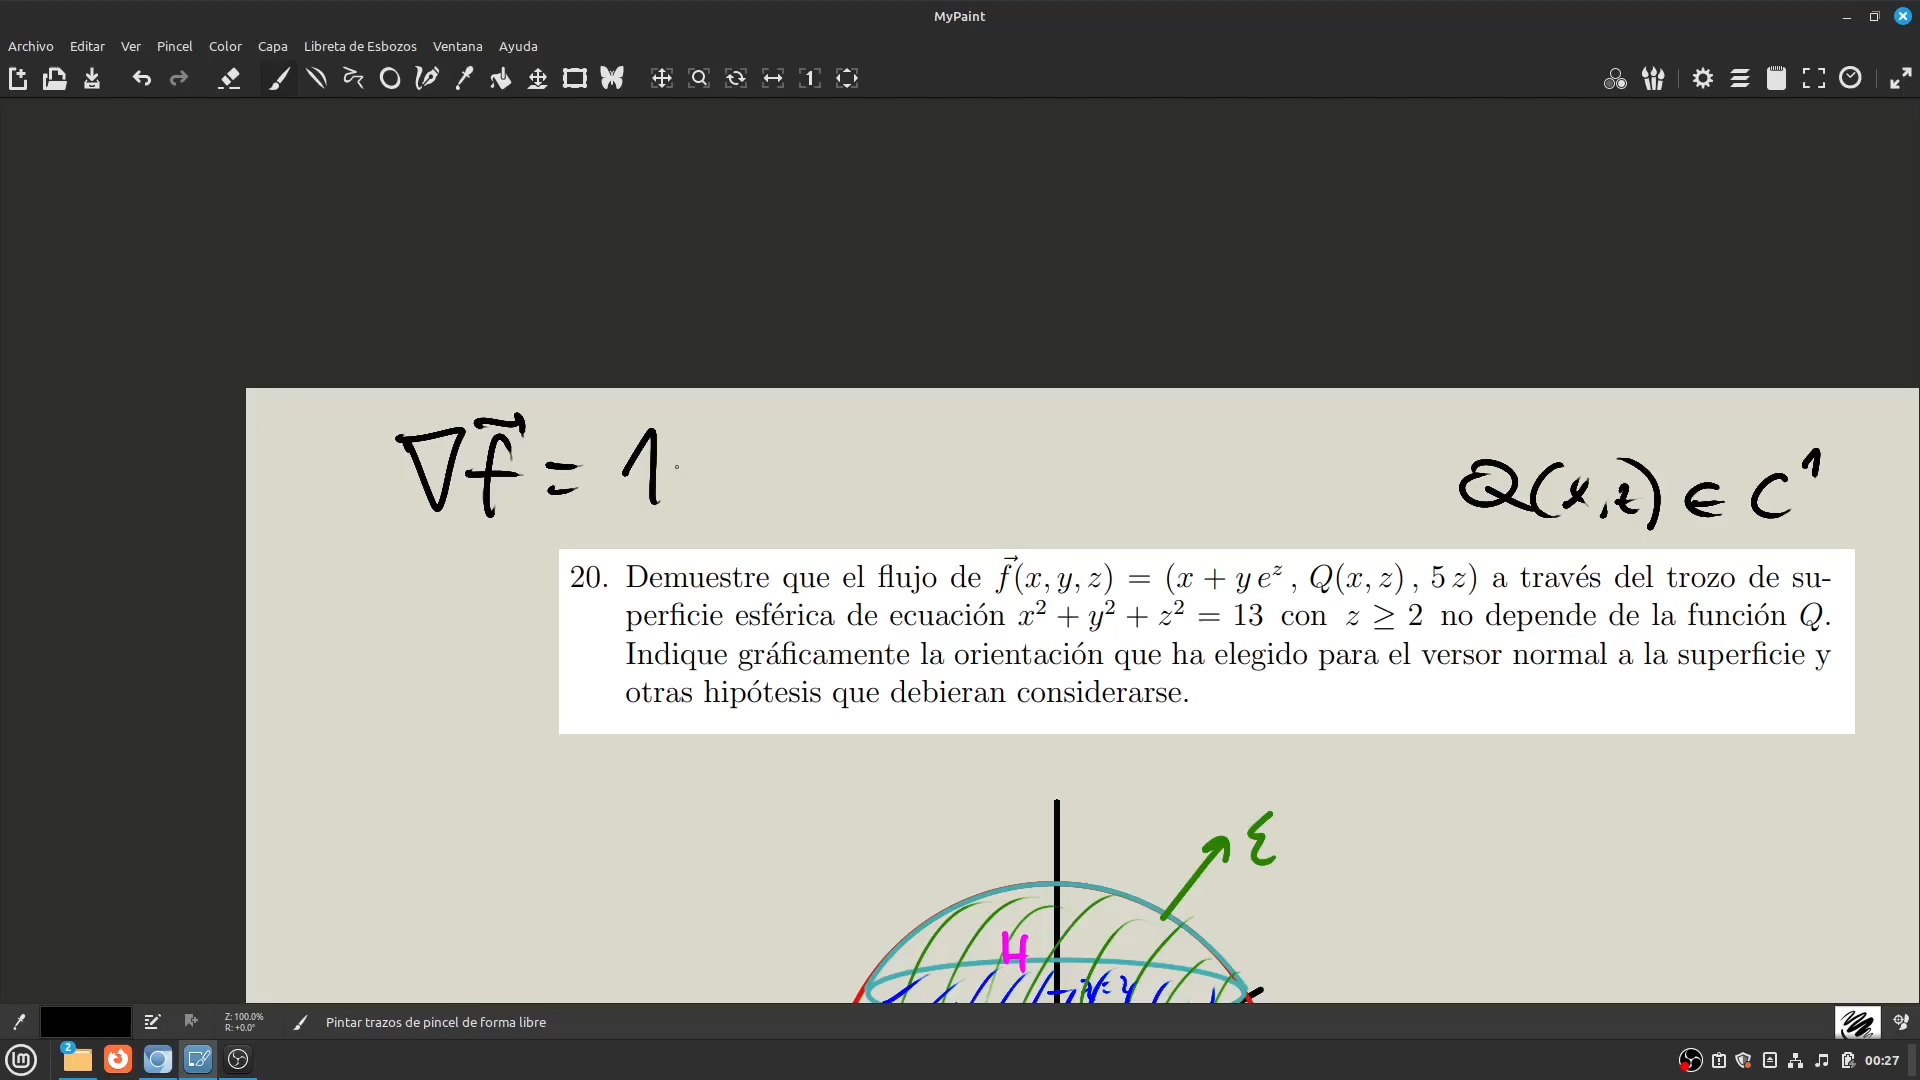 MyPaint
Archivo Editar Ver Pincel Color Capa Libreta de Esbozos Ventana Ayuda
∇f⃗ = 1
Q(x,z) ∈ C¹
20. Demuestre que el flujo de f⃗(x, y, z) = (x + y eᶻ , Q(x, z) , 5 z) a través del trozo de su-
perficie esférica de ecuación x² + y² + z² = 13 con z ≥ 2 no depende de la función Q.
Indique gráficamente la orientación que ha elegido para el versor normal a la superficie y
otras hipótesis que debieran considerarse.
Σ
H
Z: 100.0%
R: +0.0°
Pintar trazos de pincel de forma libre
2
00:27